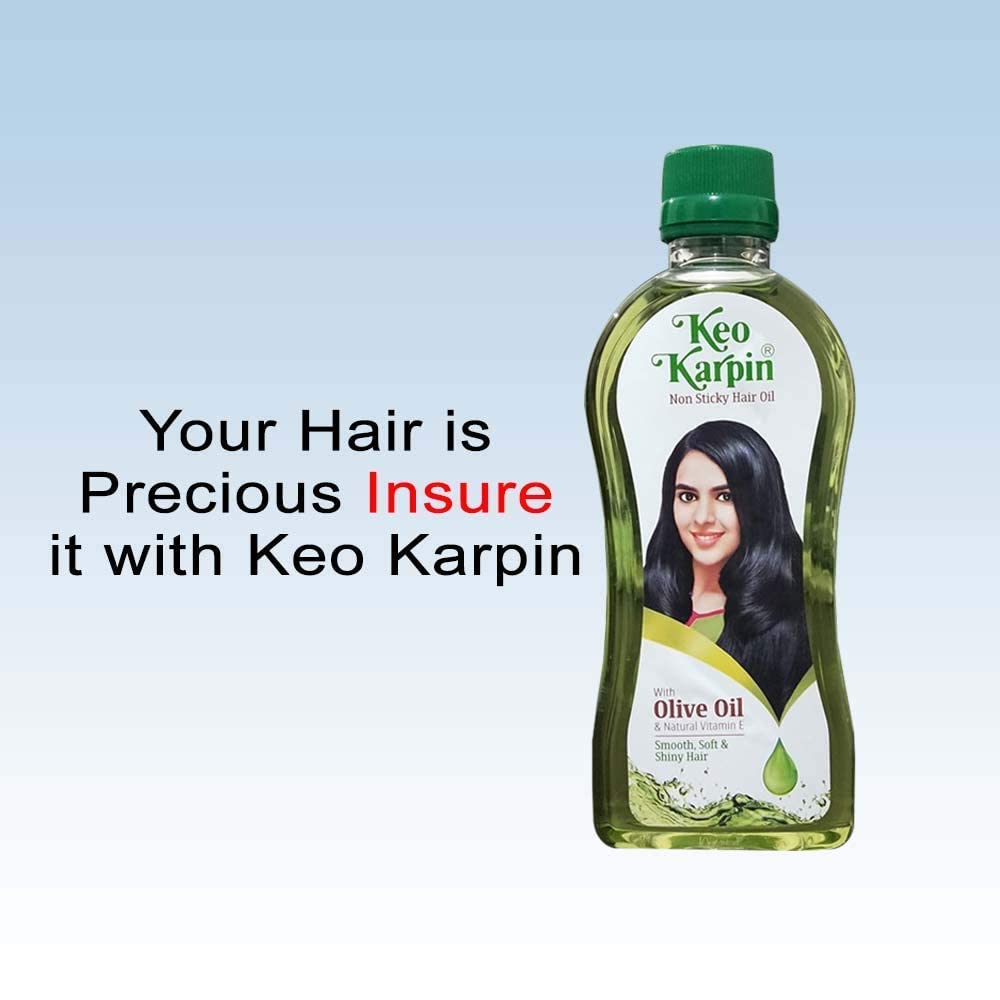 Your Hair is
Precious Insure
it with Keo Karpin
Keo
Karpin®
Non Sticky Hair Oil
With
Olive Oil
& Natural Vitamin E
Smooth, Soft &
Shiny Hair